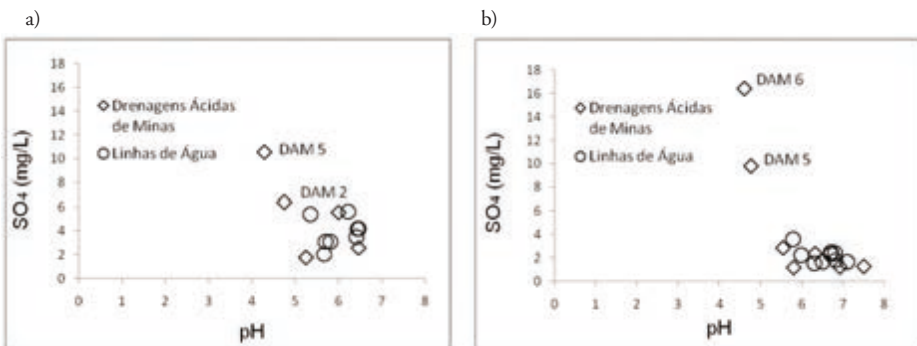 a)
18
16
14
12
10
8
6
4
2
0
SO4 (mg/L)
Drenagens Ácidas
de Minas
Linhas de Água
DAM 5
DAM 2
0 1 2 3 4 5 6 7 8
pH
b)
18
16
14
12
10
8
6
4
2
0
SO4 (mg/L)
Drenagens Ácidas
de Minas
Linhas de Água
DAM 6
DAM 5
0 1 2 3 4 5 6 7 8
pH